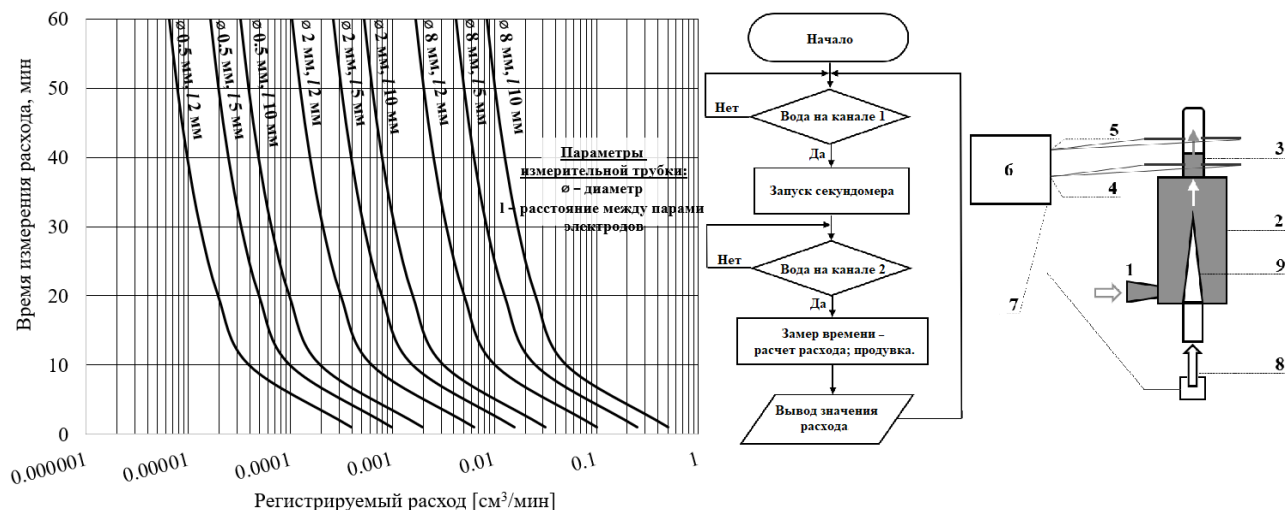 Время измерения расхода, мин
60
50
40
30
20
10
0
ø 0.5 мм, l 2 мм
ø 0.5 мм, l 5 мм
ø 0.5 мм, l 10 мм
ø 2 мм, l 2 мм
ø 2 мм, l 5 мм
ø 2 мм, l 10 мм
ø 8 мм, l 2 мм
ø 8 мм, l 5 мм
ø 8 мм, l 10 мм
Параметры
измерительной трубки:
ø – диаметр
l – расстояние между парами
электродов
0.000001
0.00001
0.0001
0.001
0.01
0.1
1
Регистрируемый расход [см³/мин]
Начало
Нет
Вода на канале 1
Да
Запуск секундомера
Нет
Вода на канале 2
Да
Замер времени –
расчет расхода; продувка.
Вывод значения
расхода
5
3
6
4
2
1
9
7
8